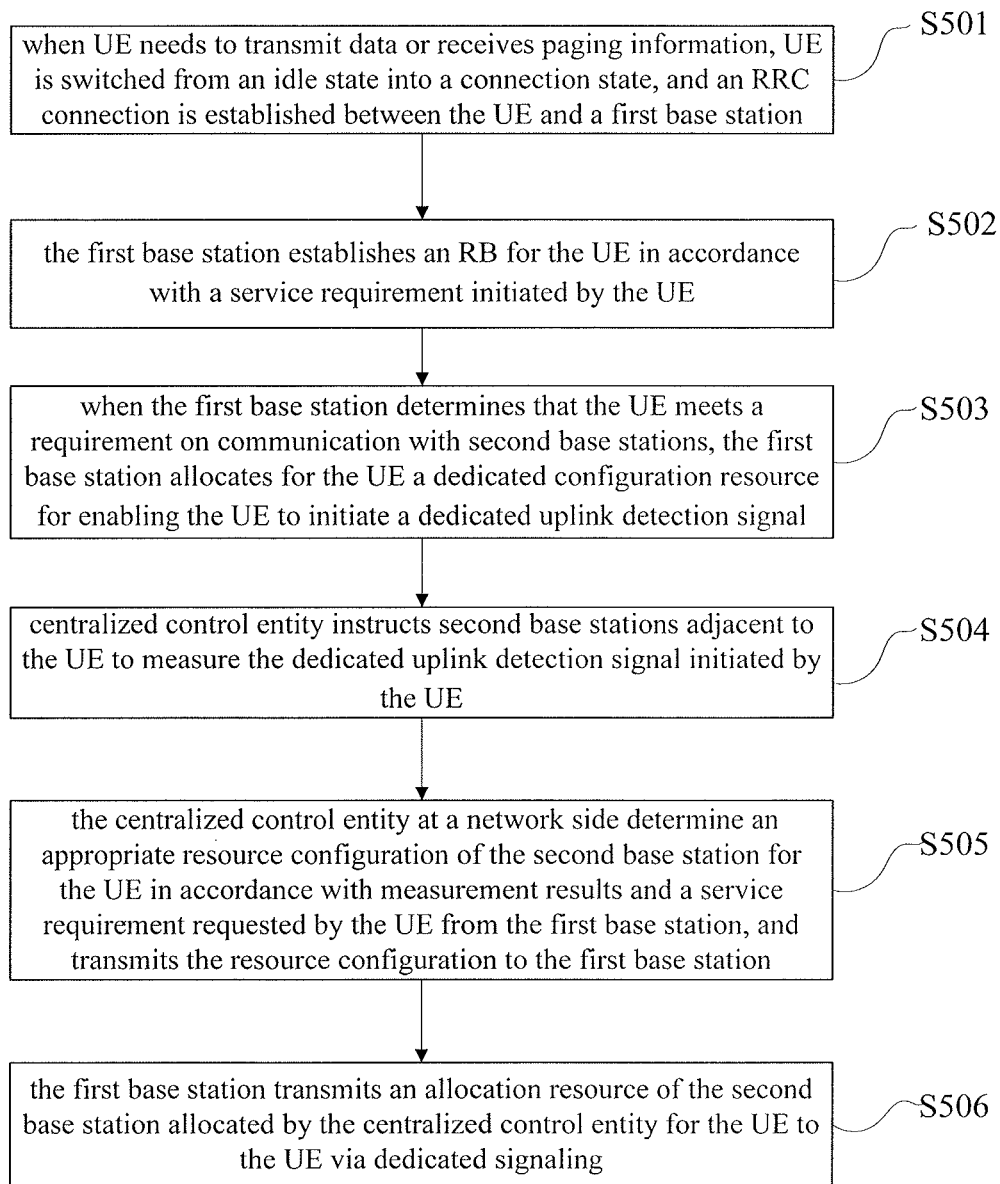 S501
when UE needs to transmit data or receives paging information, UE
is switched from an idle state into a connection state, and an RRC
connection is established between the UE and a first base station
S502
the first base station establishes an RB for the UE in accordance
with a service requirement initiated by the UE
S503
when the first base station determines that the UE meets a
requirement on communication with second base stations, the first
base station allocates for the UE a dedicated configuration resource
for enabling the UE to initiate a dedicated uplink detection signal
S504
centralized control entity instructs second base stations adjacent to
the UE to measure the dedicated uplink detection signal initiated by
the UE
S505
the centralized control entity at a network side determine an
appropriate resource configuration of the second base station for
the UE in accordance with measurement results and a service
requirement requested by the UE from the first base station, and
transmits the resource configuration to the first base station
S506
the first base station transmits an allocation resource of the second
base station allocated by the centralized control entity for the UE to
the UE via dedicated signaling